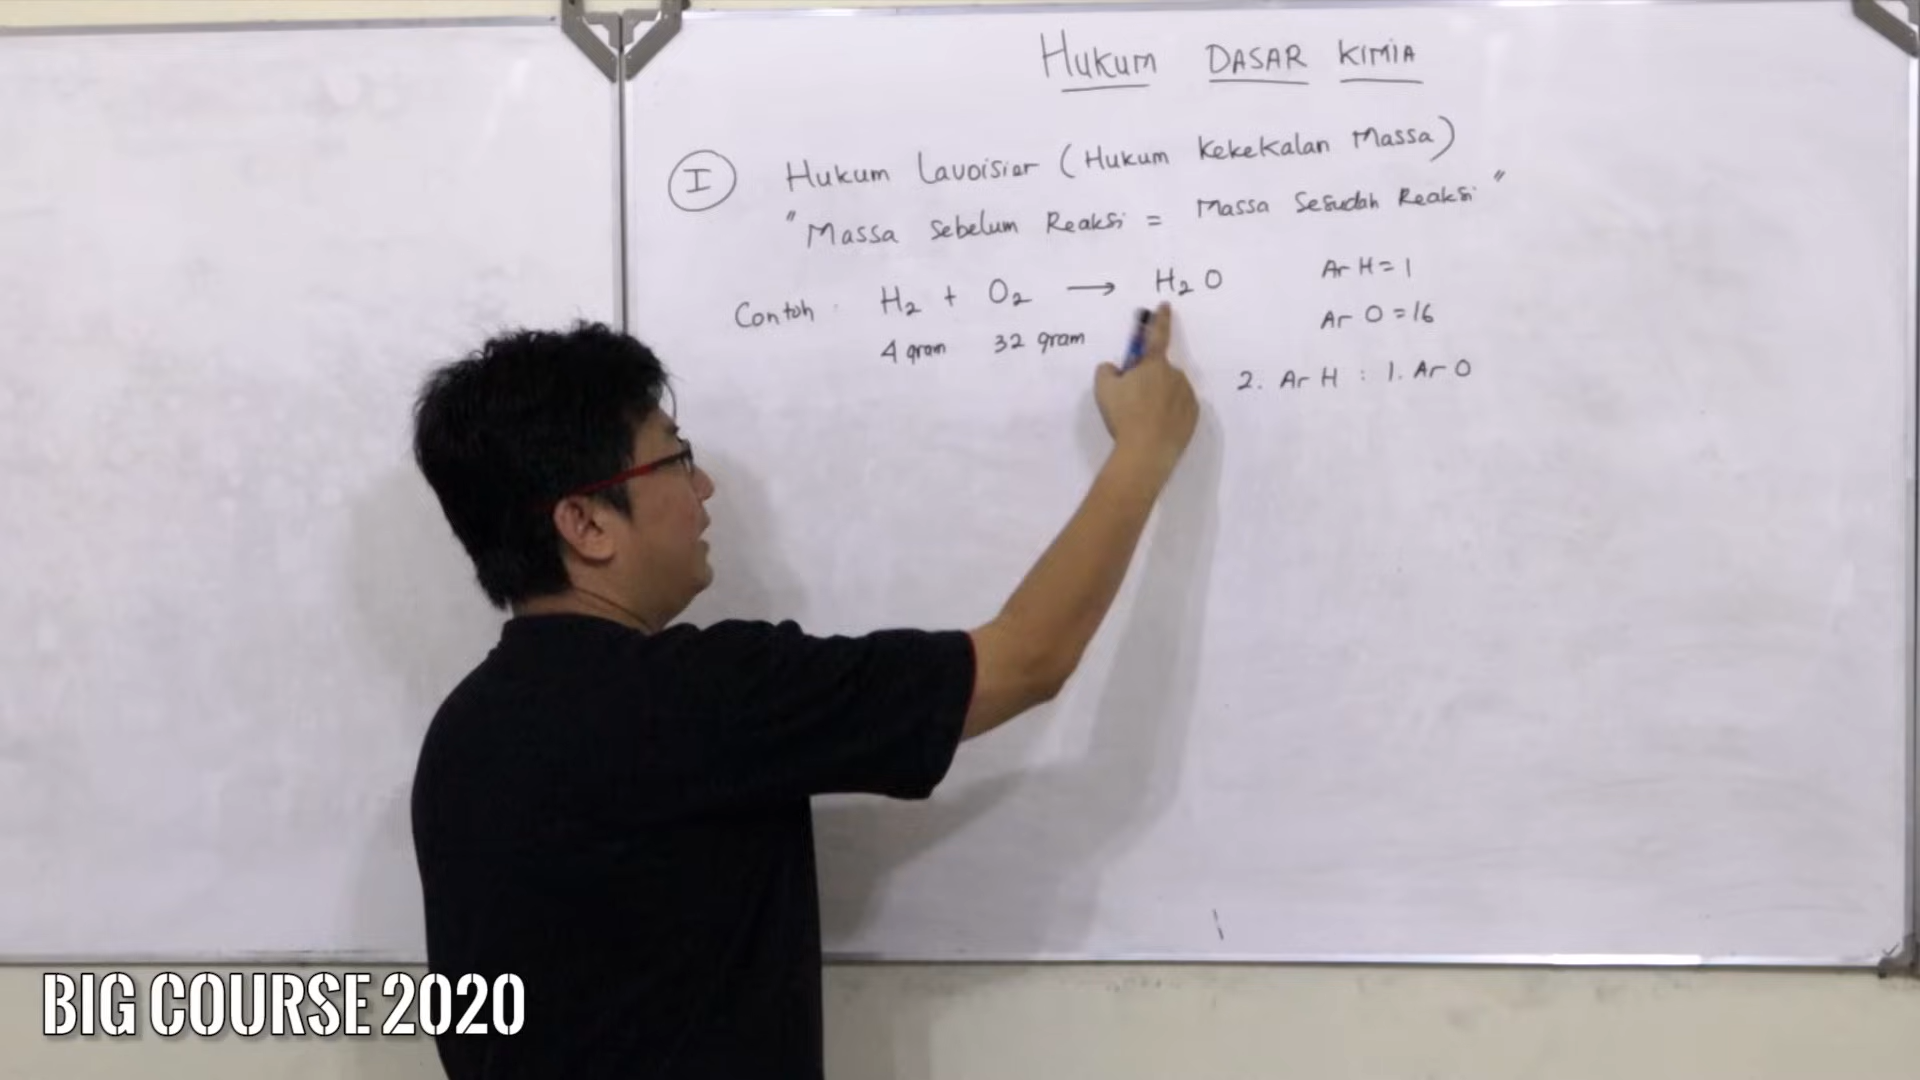 Hukum DASAR KIMIA
I Hukum Lavoisier (Hukum Kekekalan Massa)
"Massa Sebelum Reaksi = Massa Sesudah Reaksi"
Contoh : H₂ + O₂ → H₂O
4 gram 32 gram
Ar H = 1
Ar O = 16
2. Ar H : 1. Ar O
BIG COURSE 2020